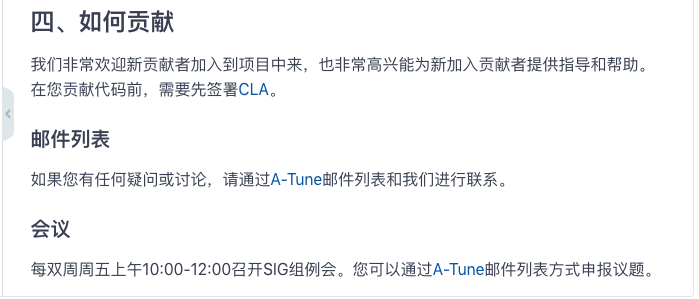 四、如何贡献
我们非常欢迎新贡献者加入到项目中来，也非常高兴能为新加入贡献者提供指导和帮助。
在您贡献代码前，需要先签署CLA。
邮件列表
如果您有任何疑问或讨论，请通过A-Tune邮件列表和我们进行联系。
会议
每双周周五上午10:00-12:00召开SIG组例会。您可以通过A-Tune邮件列表方式申报议题。